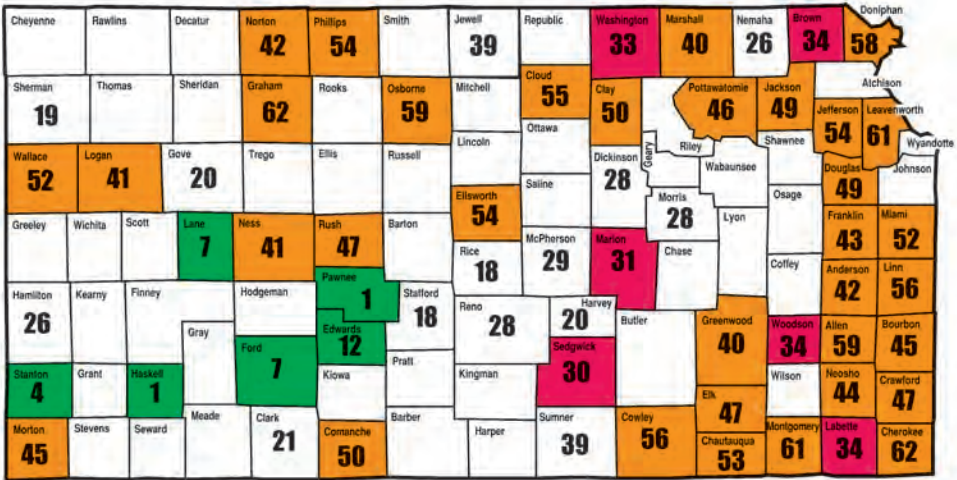 Cheyenne
Rawlins
Decatur
Norton
42
Phillips
54
Smith
Jewell
39
Republic
Washington
33
Marshall
40
Nemaha
26
Brown
34
Doniphan
58
Sherman
19
Thomas
Sheridan
Graham
62
Rooks
Osborne
59
Mitchell
Cloud
55
Clay
50
Pottawatomie
46
Jackson
49
Atchison
Jefferson
54
Leavenworth
61
Wyandotte
Wallace
52
Logan
41
Gove
20
Trego
Ellis
Russell
Lincoln
Ottawa
Dickinson
28
Geary
Riley
Wabaunsee
Shawnee
Douglas
49
Johnson
Ellsworth
54
Saline
Morris
28
Osage
Greeley
Wichita
Scott
Lane
7
Ness
41
Rush
47
Barton
Rice
18
McPherson
29
Marion
31
Chase
Lyon
Franklin
43
Miami
52
Pawnee
1
Coffey
Anderson
42
Linn
56
Hamilton
26
Kearny
Finney
Hodgeman
Stafford
18
Reno
28
Harvey
20
Butler
Greenwood
40
Woodson
34
Allen
59
Bourbon
45
Gray
Ford
7
Edwards
12
Sedgwick
30
Stanton
4
Grant
Haskell
1
Kiowa
Pratt
Kingman
Wilson
Neosho
44
Crawford
47
Elk
47
Morton
45
Stevens
Seward
Meade
Clark
21
Comanche
50
Barber
Harper
Sumner
39
Cowley
56
Chautauqua
53
Montgomery
61
Labette
34
Cherokee
62